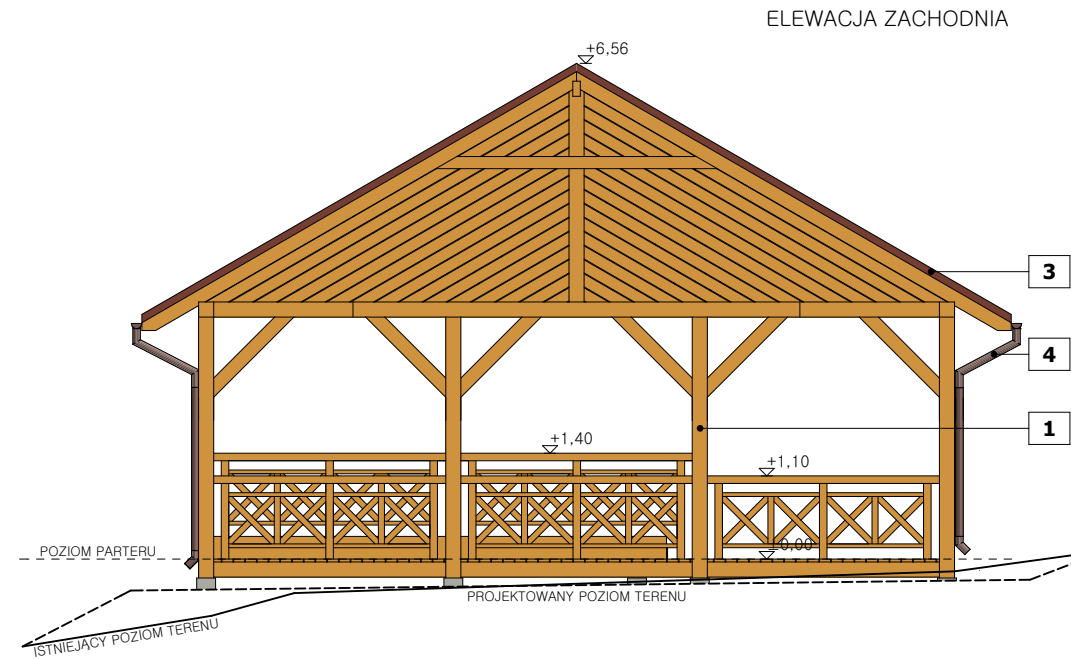 ELEWACJA ZACHODNIA
+6,56
3
4
1
+1,40
+1,10
±0,00
POZIOM PARTERU
PROJEKTOWANY POZIOM TERENU
ISTNIEJĄCY POZIOM TERENU